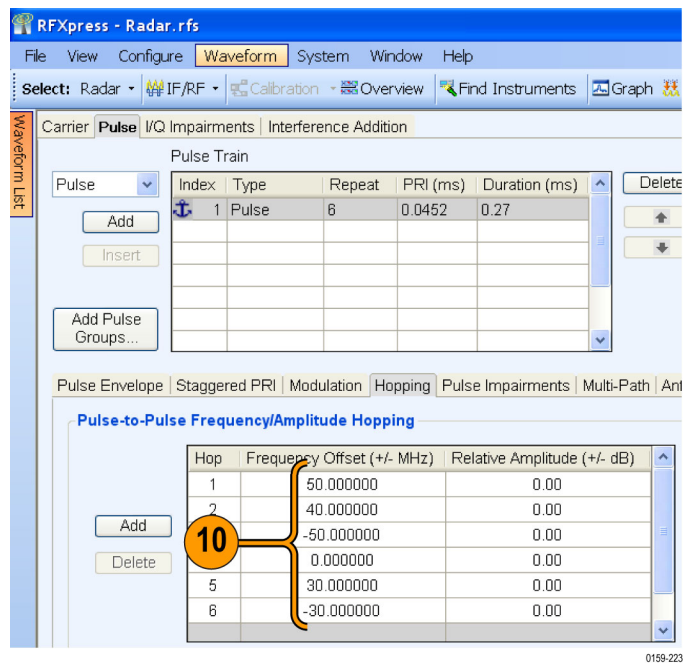 RFXpress - Radar.rfs
File View Configure Waveform System Window Help
Select: Radar IF/RF Calibration Overview Find Instruments Graph
Waveform List
Carrier Pulse I/Q Impairments Interference Addition
Pulse Train
Pulse
Index Type Repeat PRI (ms) Duration (ms)
Delete
1 Pulse 6 0.0452 0.27
Add
Insert
Add Pulse
Groups...
Pulse Envelope Staggered PRI Modulation Hopping Pulse Impairments Multi-Path Ant
Pulse-to-Pulse Frequency/Amplitude Hopping
Hop Frequency Offset (+/- MHz) Relative Amplitude (+/- dB)
1 50.000000 0.00
2 40.000000 0.00
-50.000000 0.00
0.000000 0.00
5 30.000000 0.00
6 -30.000000 0.00
Add
Delete
10
0159-223